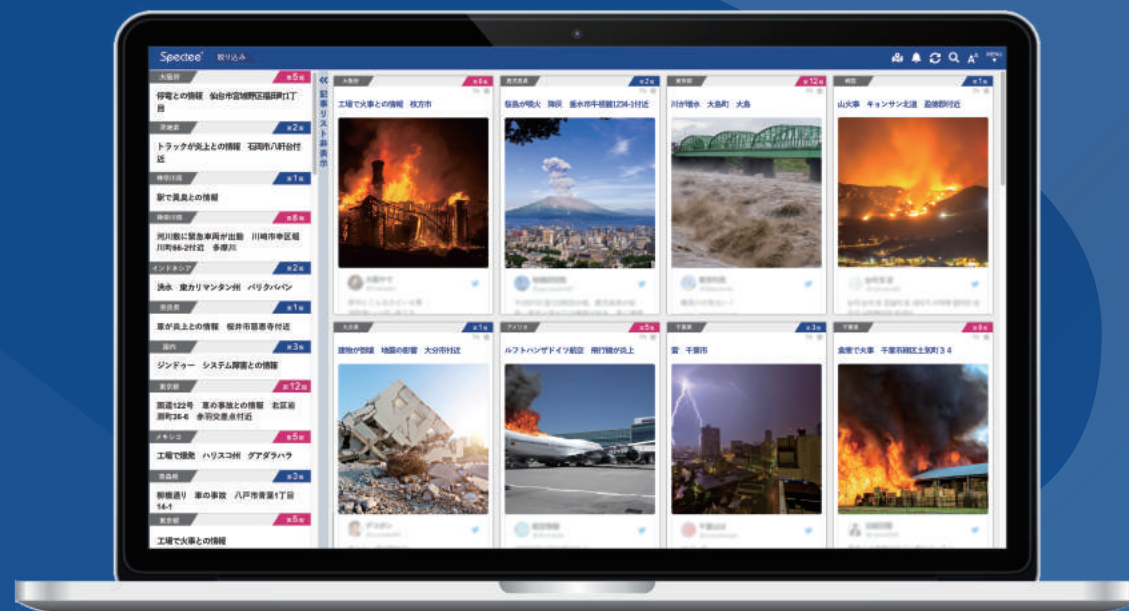 Spectee
絞り込み
MENU
大阪府
第5報
停電との情報 仙台市宮城野区福田町1丁
目
茨城県
第2報
トラックが炎上との情報 石岡市八軒台付
近
神奈川県
第1報
駅で異臭との情報
神奈川県
第8報
河川敷に緊急車両が出動 川崎市幸区堀
川町66-2付近 多摩川
インドネシア
第2報
洪水 東カリマンタン州 バリクパパン
奈良県
第1報
車が炎上との情報 桜井市慈恩寺付近
国内
第3報
ジンドゥー システム障害との情報
東京都
第12報
国道122号 車の事故との情報 北区岩
淵町36-6 赤羽交差点付近
メキシコ
第5報
工場で爆発 ハリスコ州 グアダラハラ
青森県
第3報
柳橋通り 車の事故 八戸市青葉1丁目
14-1
東京都
第5報
工場で火事との情報
記事リスト非表示
大阪府
第8報
工場で火事との情報 枚方市
鹿児島県
第2報
桜島が噴火 降灰 垂水市牛根麓1234-1付近
東京都
第12報
川が増水 大島町 大島
韓国
第1報
山火事 キョンサン北道 盈徳郡付近
大分県
第1報
建物が倒壊 地震の影響 大分市付近
アメリカ
第5報
ルフトハンザドイツ航空 飛行機が炎上
千葉県
第3報
雷 千葉市
千葉県
第8報
倉庫で火事 千葉市緑区土気町34